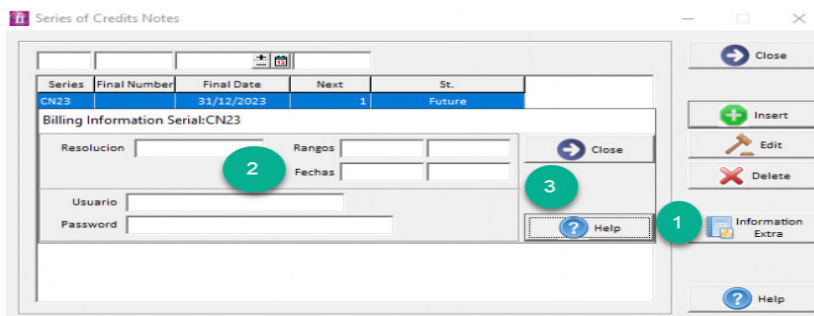 Series of Credits Notes
Close
Series Final Number Final Date Next St.
CN23 31/12/2023 1 Future
Insert
Billing Information Serial:CN23
Resolucion Rangos Close Edit
2 Fechas Delete
3
Usuario
Password Help 1 Information
Extra
Help